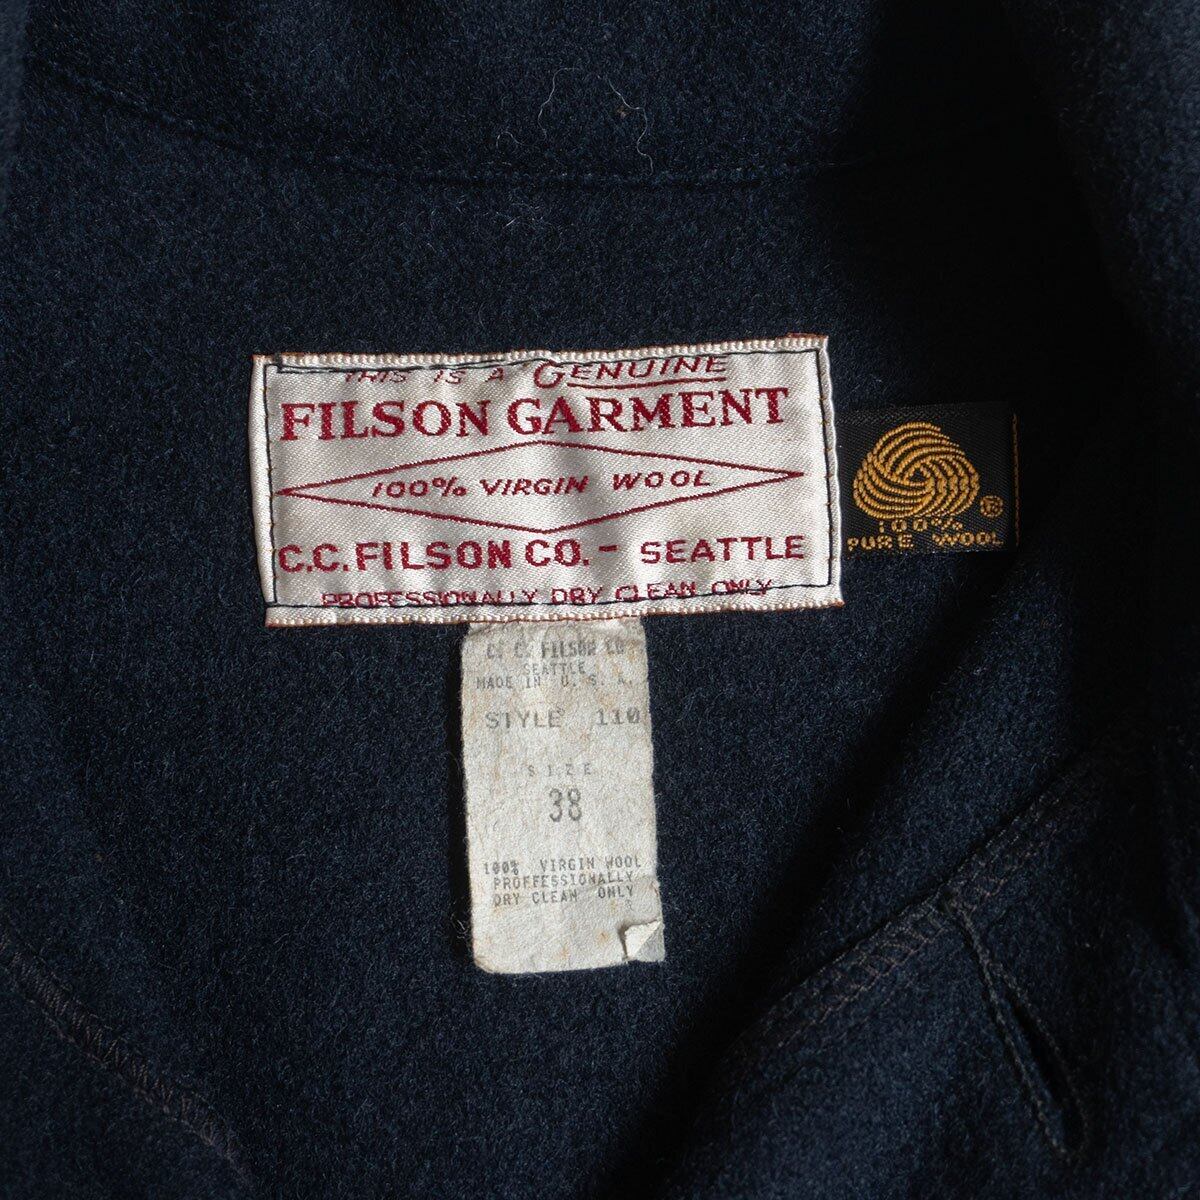 THIS IS A GENUINE
FILSON GARMENT
100% VIRGIN WOOL
C.C. FILSON CO. - SEATTLE
PROFESSIONALLY DRY CLEAN ONLY
®
100%
PURE WOOL
C. C. FILSON CO
SEATTLE
MADE IN U. S. A.
STYLE 110
SIZE
38
100% VIRGIN WOOL
PROFFESSIONALLY
DRY CLEAN ONLY